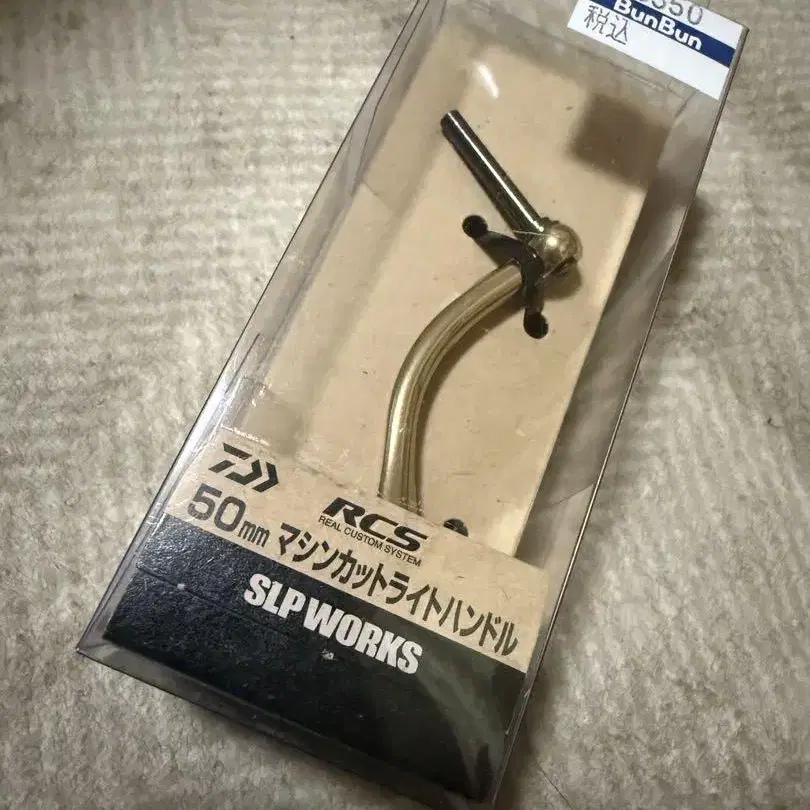 BunBun
税込
RCS
REAL CUSTOM SYSTEM
50mm マシンカットライトハンドル
SLP WORKS